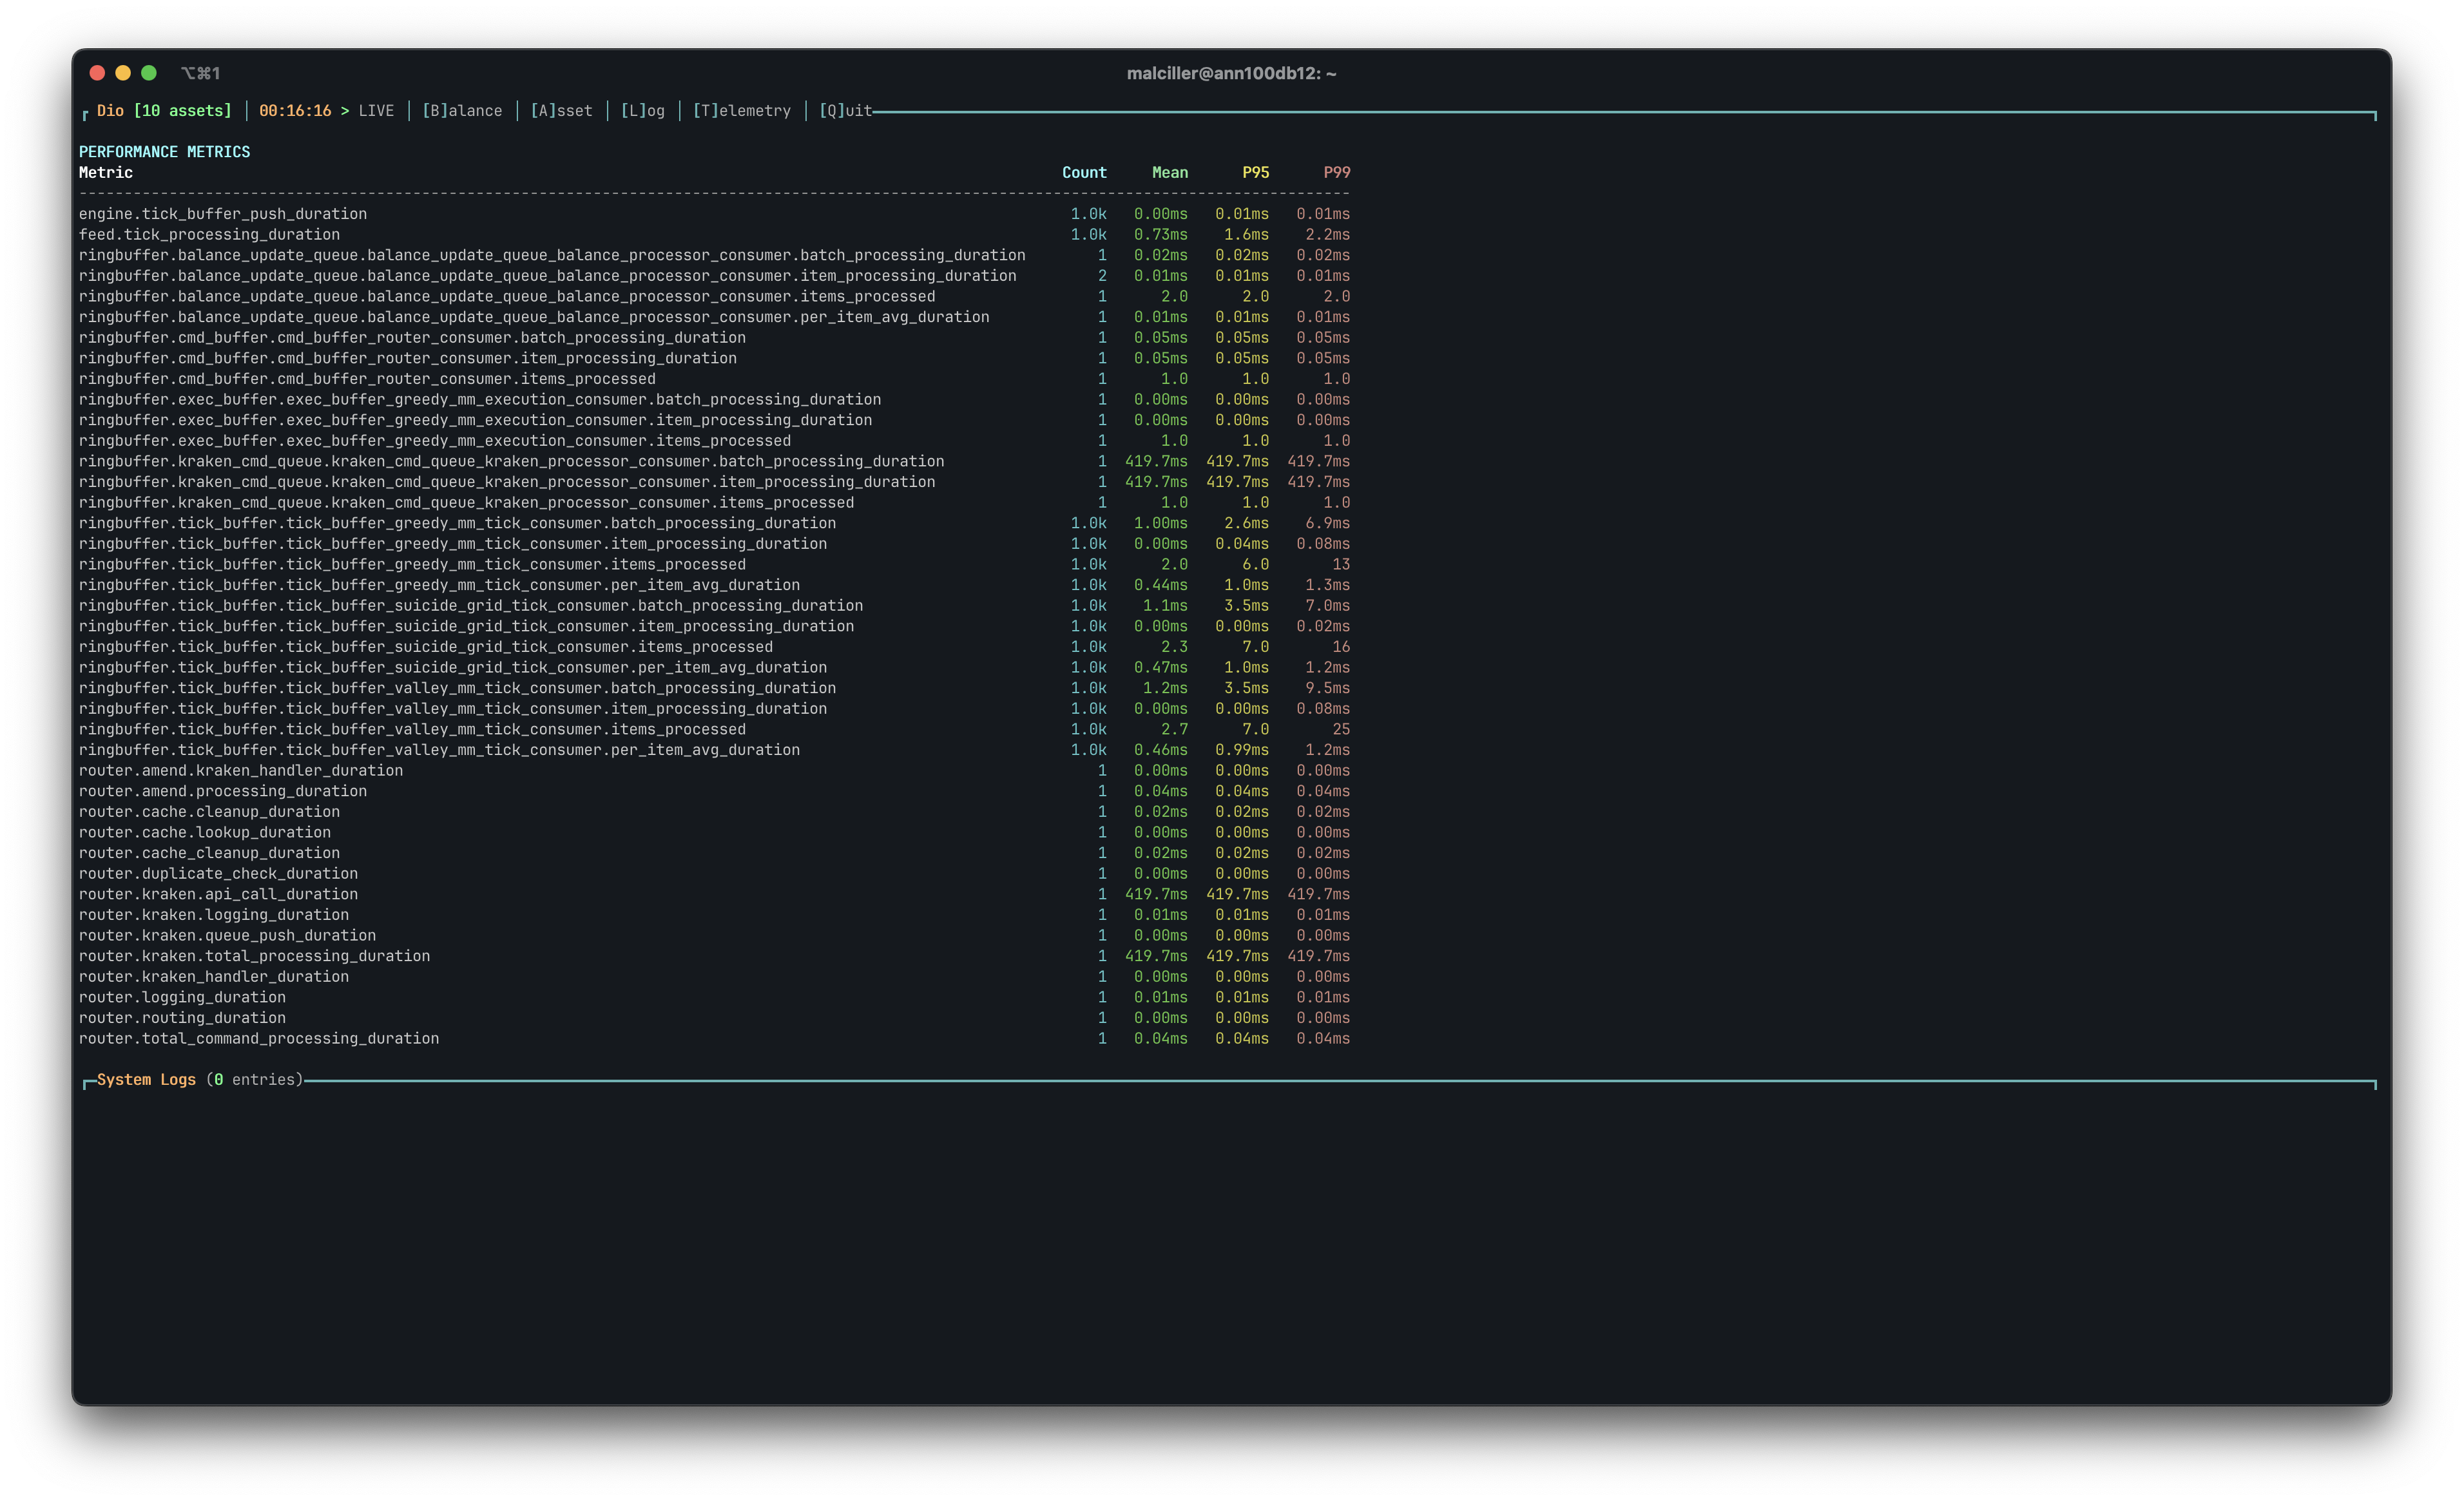 ⌥⌘1 malciller@ann100db12: ~
Dio [10 assets] │ 00:16:16 > LIVE │ [B]alance │ [A]sset │ [L]og │ [T]elemetry │ [Q]uit
PERFORMANCE METRICS
Metric Count Mean P95 P99
---------------------------------------------------------------------------------------------------------------------------------------------
engine.tick_buffer_push_duration 1.0k 0.00ms 0.01ms 0.01ms
feed.tick_processing_duration 1.0k 0.73ms 1.6ms 2.2ms
ringbuffer.balance_update_queue.balance_update_queue_balance_processor_consumer.batch_processing_duration 1 0.02ms 0.02ms 0.02ms
ringbuffer.balance_update_queue.balance_update_queue_balance_processor_consumer.item_processing_duration 2 0.01ms 0.01ms 0.01ms
ringbuffer.balance_update_queue.balance_update_queue_balance_processor_consumer.items_processed 1 2.0 2.0 2.0
ringbuffer.balance_update_queue.balance_update_queue_balance_processor_consumer.per_item_avg_duration 1 0.01ms 0.01ms 0.01ms
ringbuffer.cmd_buffer.cmd_buffer_router_consumer.batch_processing_duration 1 0.05ms 0.05ms 0.05ms
ringbuffer.cmd_buffer.cmd_buffer_router_consumer.item_processing_duration 1 0.05ms 0.05ms 0.05ms
ringbuffer.cmd_buffer.cmd_buffer_router_consumer.items_processed 1 1.0 1.0 1.0
ringbuffer.exec_buffer.exec_buffer_greedy_mm_execution_consumer.batch_processing_duration 1 0.00ms 0.00ms 0.00ms
ringbuffer.exec_buffer.exec_buffer_greedy_mm_execution_consumer.item_processing_duration 1 0.00ms 0.00ms 0.00ms
ringbuffer.exec_buffer.exec_buffer_greedy_mm_execution_consumer.items_processed 1 1.0 1.0 1.0
ringbuffer.kraken_cmd_queue.kraken_cmd_queue_kraken_processor_consumer.batch_processing_duration 1 419.7ms 419.7ms 419.7ms
ringbuffer.kraken_cmd_queue.kraken_cmd_queue_kraken_processor_consumer.item_processing_duration 1 419.7ms 419.7ms 419.7ms
ringbuffer.kraken_cmd_queue.kraken_cmd_queue_kraken_processor_consumer.items_processed 1 1.0 1.0 1.0
ringbuffer.tick_buffer.tick_buffer_greedy_mm_tick_consumer.batch_processing_duration 1.0k 1.00ms 2.6ms 6.9ms
ringbuffer.tick_buffer.tick_buffer_greedy_mm_tick_consumer.item_processing_duration 1.0k 0.00ms 0.04ms 0.08ms
ringbuffer.tick_buffer.tick_buffer_greedy_mm_tick_consumer.items_processed 1.0k 2.0 6.0 13
ringbuffer.tick_buffer.tick_buffer_greedy_mm_tick_consumer.per_item_avg_duration 1.0k 0.44ms 1.0ms 1.3ms
ringbuffer.tick_buffer.tick_buffer_suicide_grid_tick_consumer.batch_processing_duration 1.0k 1.1ms 3.5ms 7.0ms
ringbuffer.tick_buffer.tick_buffer_suicide_grid_tick_consumer.item_processing_duration 1.0k 0.00ms 0.00ms 0.02ms
ringbuffer.tick_buffer.tick_buffer_suicide_grid_tick_consumer.items_processed 1.0k 2.3 7.0 16
ringbuffer.tick_buffer.tick_buffer_suicide_grid_tick_consumer.per_item_avg_duration 1.0k 0.47ms 1.0ms 1.2ms
ringbuffer.tick_buffer.tick_buffer_valley_mm_tick_consumer.batch_processing_duration 1.0k 1.2ms 3.5ms 9.5ms
ringbuffer.tick_buffer.tick_buffer_valley_mm_tick_consumer.item_processing_duration 1.0k 0.00ms 0.00ms 0.08ms
ringbuffer.tick_buffer.tick_buffer_valley_mm_tick_consumer.items_processed 1.0k 2.7 7.0 25
ringbuffer.tick_buffer.tick_buffer_valley_mm_tick_consumer.per_item_avg_duration 1.0k 0.46ms 0.99ms 1.2ms
router.amend.kraken_handler_duration 1 0.00ms 0.00ms 0.00ms
router.amend.processing_duration 1 0.04ms 0.04ms 0.04ms
router.cache.cleanup_duration 1 0.02ms 0.02ms 0.02ms
router.cache.lookup_duration 1 0.00ms 0.00ms 0.00ms
router.cache_cleanup_duration 1 0.02ms 0.02ms 0.02ms
router.duplicate_check_duration 1 0.00ms 0.00ms 0.00ms
router.kraken.api_call_duration 1 419.7ms 419.7ms 419.7ms
router.kraken.logging_duration 1 0.01ms 0.01ms 0.01ms
router.kraken.queue_push_duration 1 0.00ms 0.00ms 0.00ms
router.kraken.total_processing_duration 1 419.7ms 419.7ms 419.7ms
router.kraken_handler_duration 1 0.00ms 0.00ms 0.00ms
router.logging_duration 1 0.01ms 0.01ms 0.01ms
router.routing_duration 1 0.00ms 0.00ms 0.00ms
router.total_command_processing_duration 1 0.04ms 0.04ms 0.04ms
System Logs (0 entries)